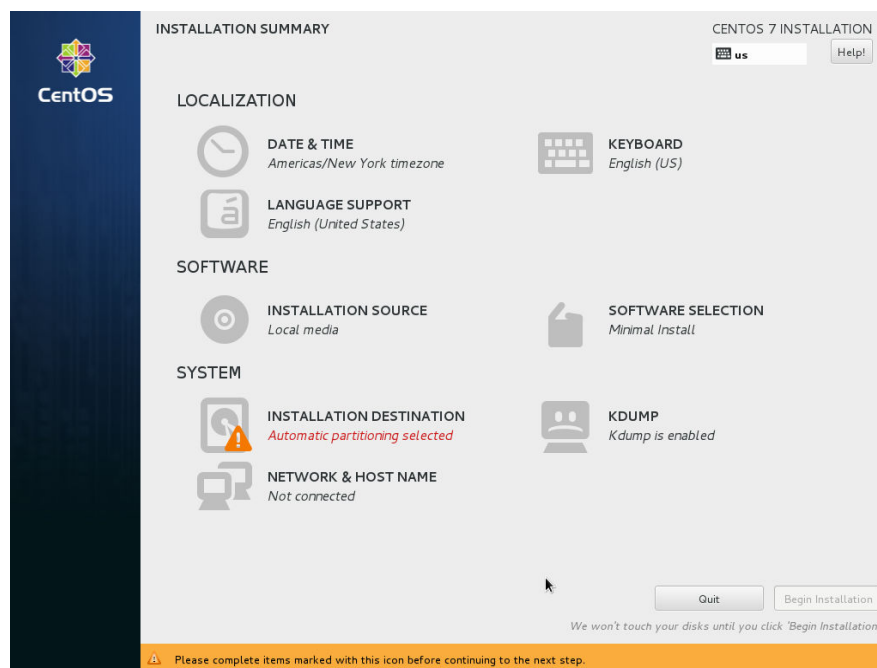 INSTALLATION SUMMARY
CENTOS 7 INSTALLATION
us
Help!
CentOS
LOCALIZATION
DATE & TIME
Americas/New York timezone
KEYBOARD
English (US)
LANGUAGE SUPPORT
English (United States)
SOFTWARE
INSTALLATION SOURCE
Local media
SOFTWARE SELECTION
Minimal Install
SYSTEM
INSTALLATION DESTINATION
Automatic partitioning selected
KDUMP
Kdump is enabled
NETWORK & HOST NAME
Not connected
Quit
Begin Installation
We won't touch your disks until you click 'Begin Installation
Please complete items marked with this icon before continuing to the next step.